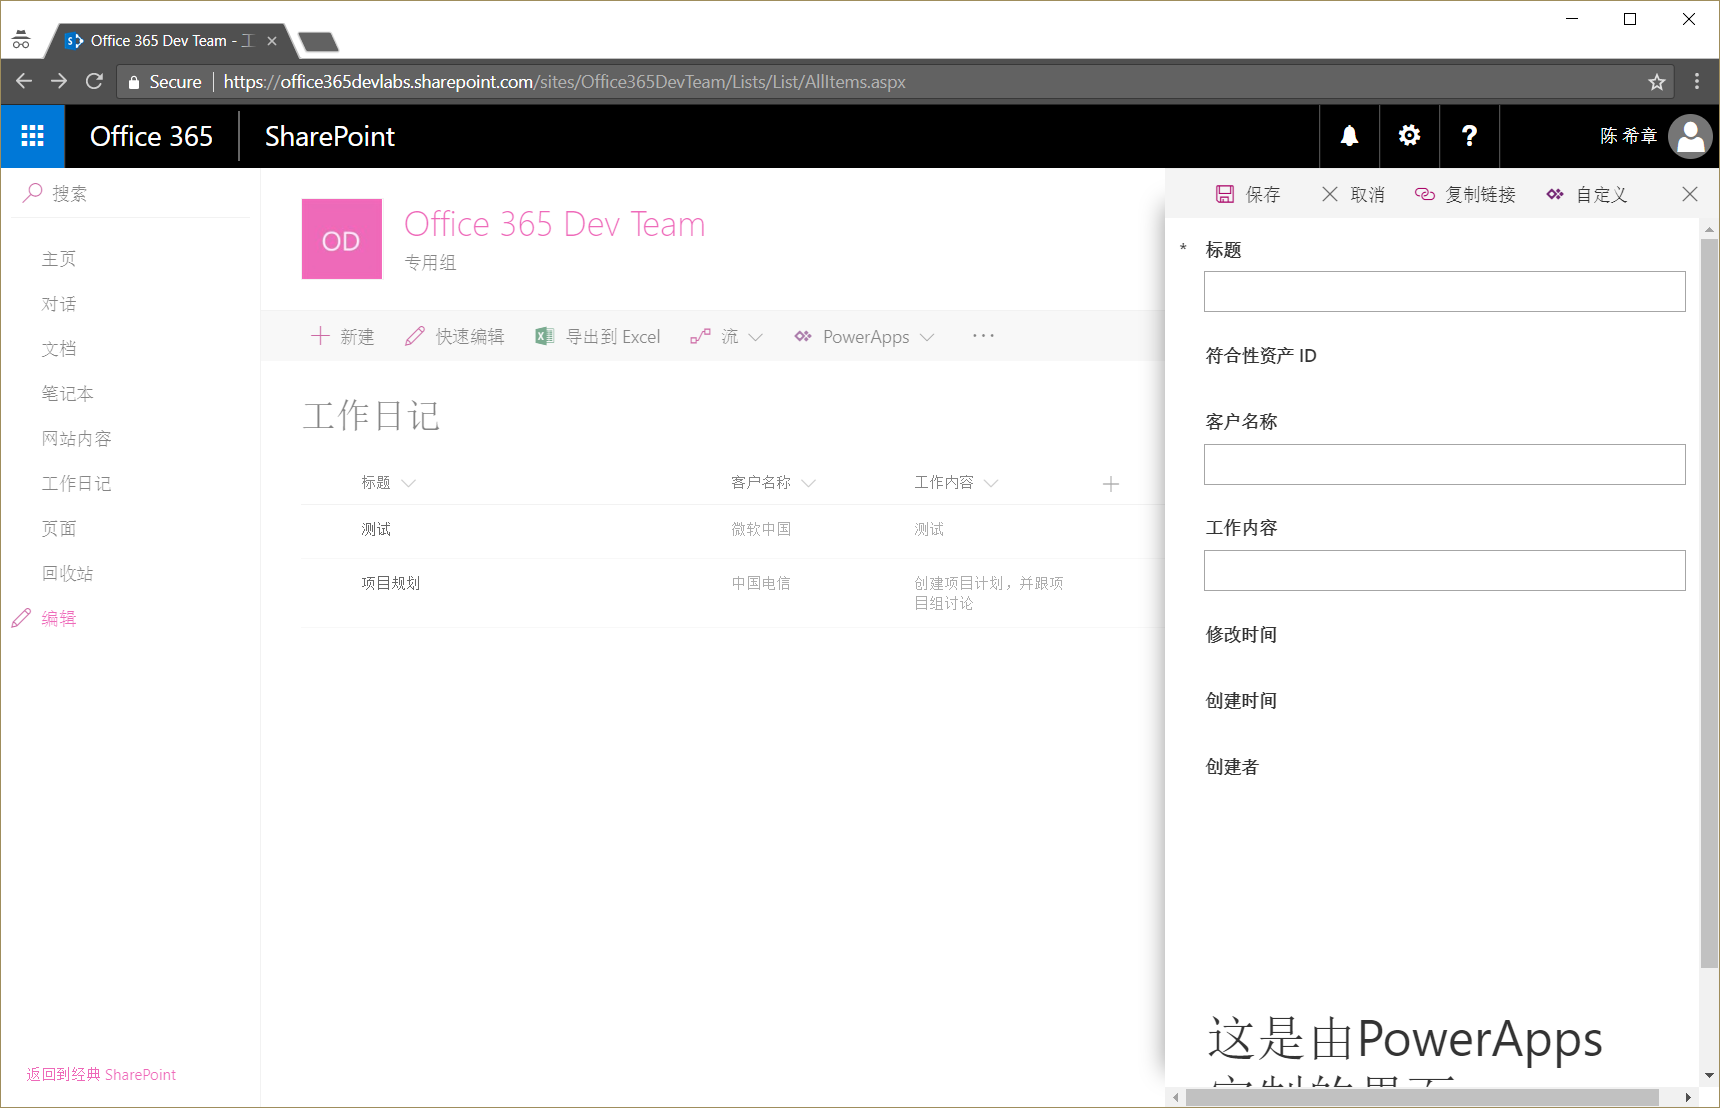 Office 365 Dev Team - 工
Secure
https://office365devlabs.sharepoint.com/sites/Office365DevTeam/Lists/List/AllItems.aspx
Office 365
SharePoint
陈 希章
搜索
主页
对话
文档
笔记本
网站内容
工作日记
页面
回收站
编辑
返回到经典 SharePoint
OD
Office 365 Dev Team
专用组
新建
快速编辑
导出到 Excel
流
PowerApps
···
工作日记
标题
客户名称
工作内容
测试
微软中国
测试
项目规划
中国电信
创建项目计划，并跟项
目组讨论
保存
取消
复制链接
自定义
* 标题
符合性资产 ID
客户名称
工作内容
修改时间
创建时间
创建者
这是由PowerApps
定制的界面